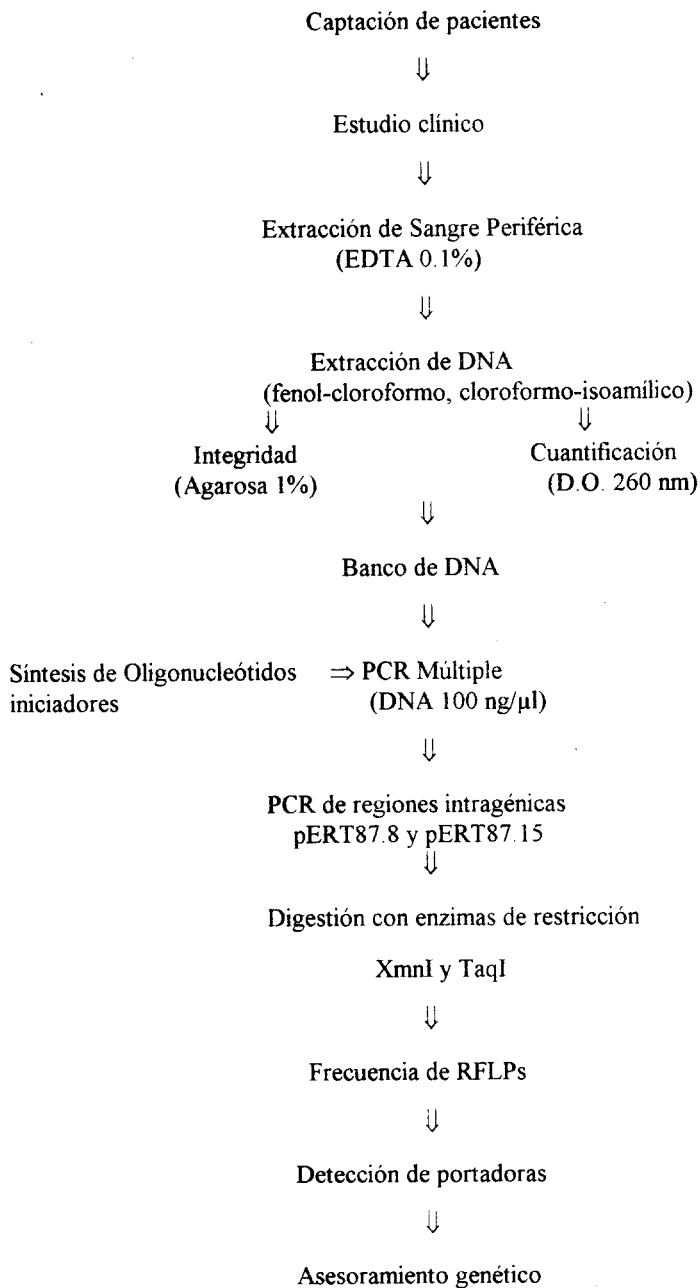 Captación de pacientes
⇓
Estudio clínico
⇓
Extracción de Sangre Periférica
(EDTA 0.1%)
⇓
Extracción de DNA
(fenol-cloroformo, cloroformo-isoamílico)
⇓ ⇓
Integridad Cuantificación
(Agarosa 1%) (D.O. 260 nm)
⇓
Banco de DNA
⇓
Síntesis de Oligonucleótidos ⇒ PCR Múltiple
iniciadores (DNA 100 ng/µl)
⇓
PCR de regiones intragénicas
pERT87.8 y pERT87.15
⇓
Digestión con enzimas de restricción
XmnI y TaqI
⇓
Frecuencia de RFLPs
⇓
Detección de portadoras
⇓
Asesoramiento genético